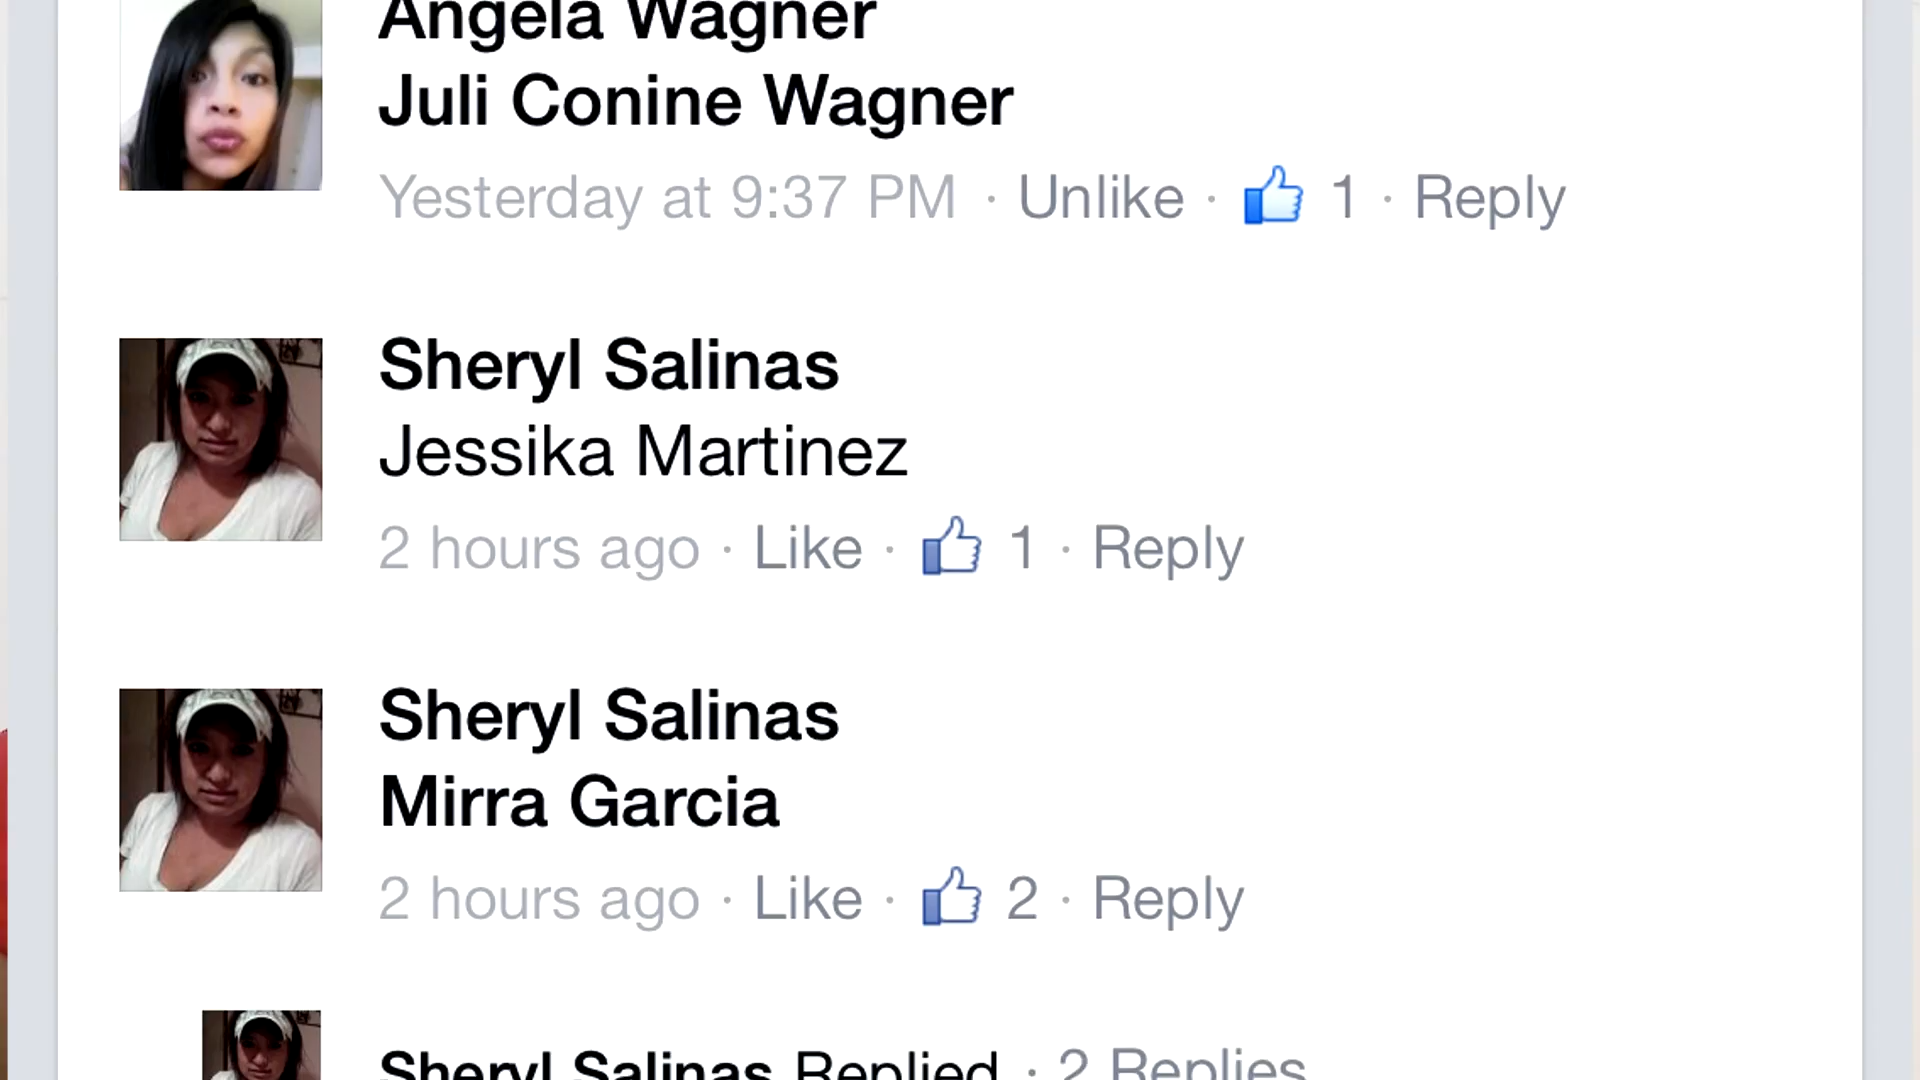 Angela Wagner
Juli Conine Wagner
Yesterday at 9:37 PM · Unlike · 1 · Reply
Sheryl Salinas
Jessika Martinez
2 hours ago · Like · 1 · Reply
Sheryl Salinas
Mirra Garcia
2 hours ago · Like · 2 · Reply
Sheryl Salinas Replied · 2 Replies